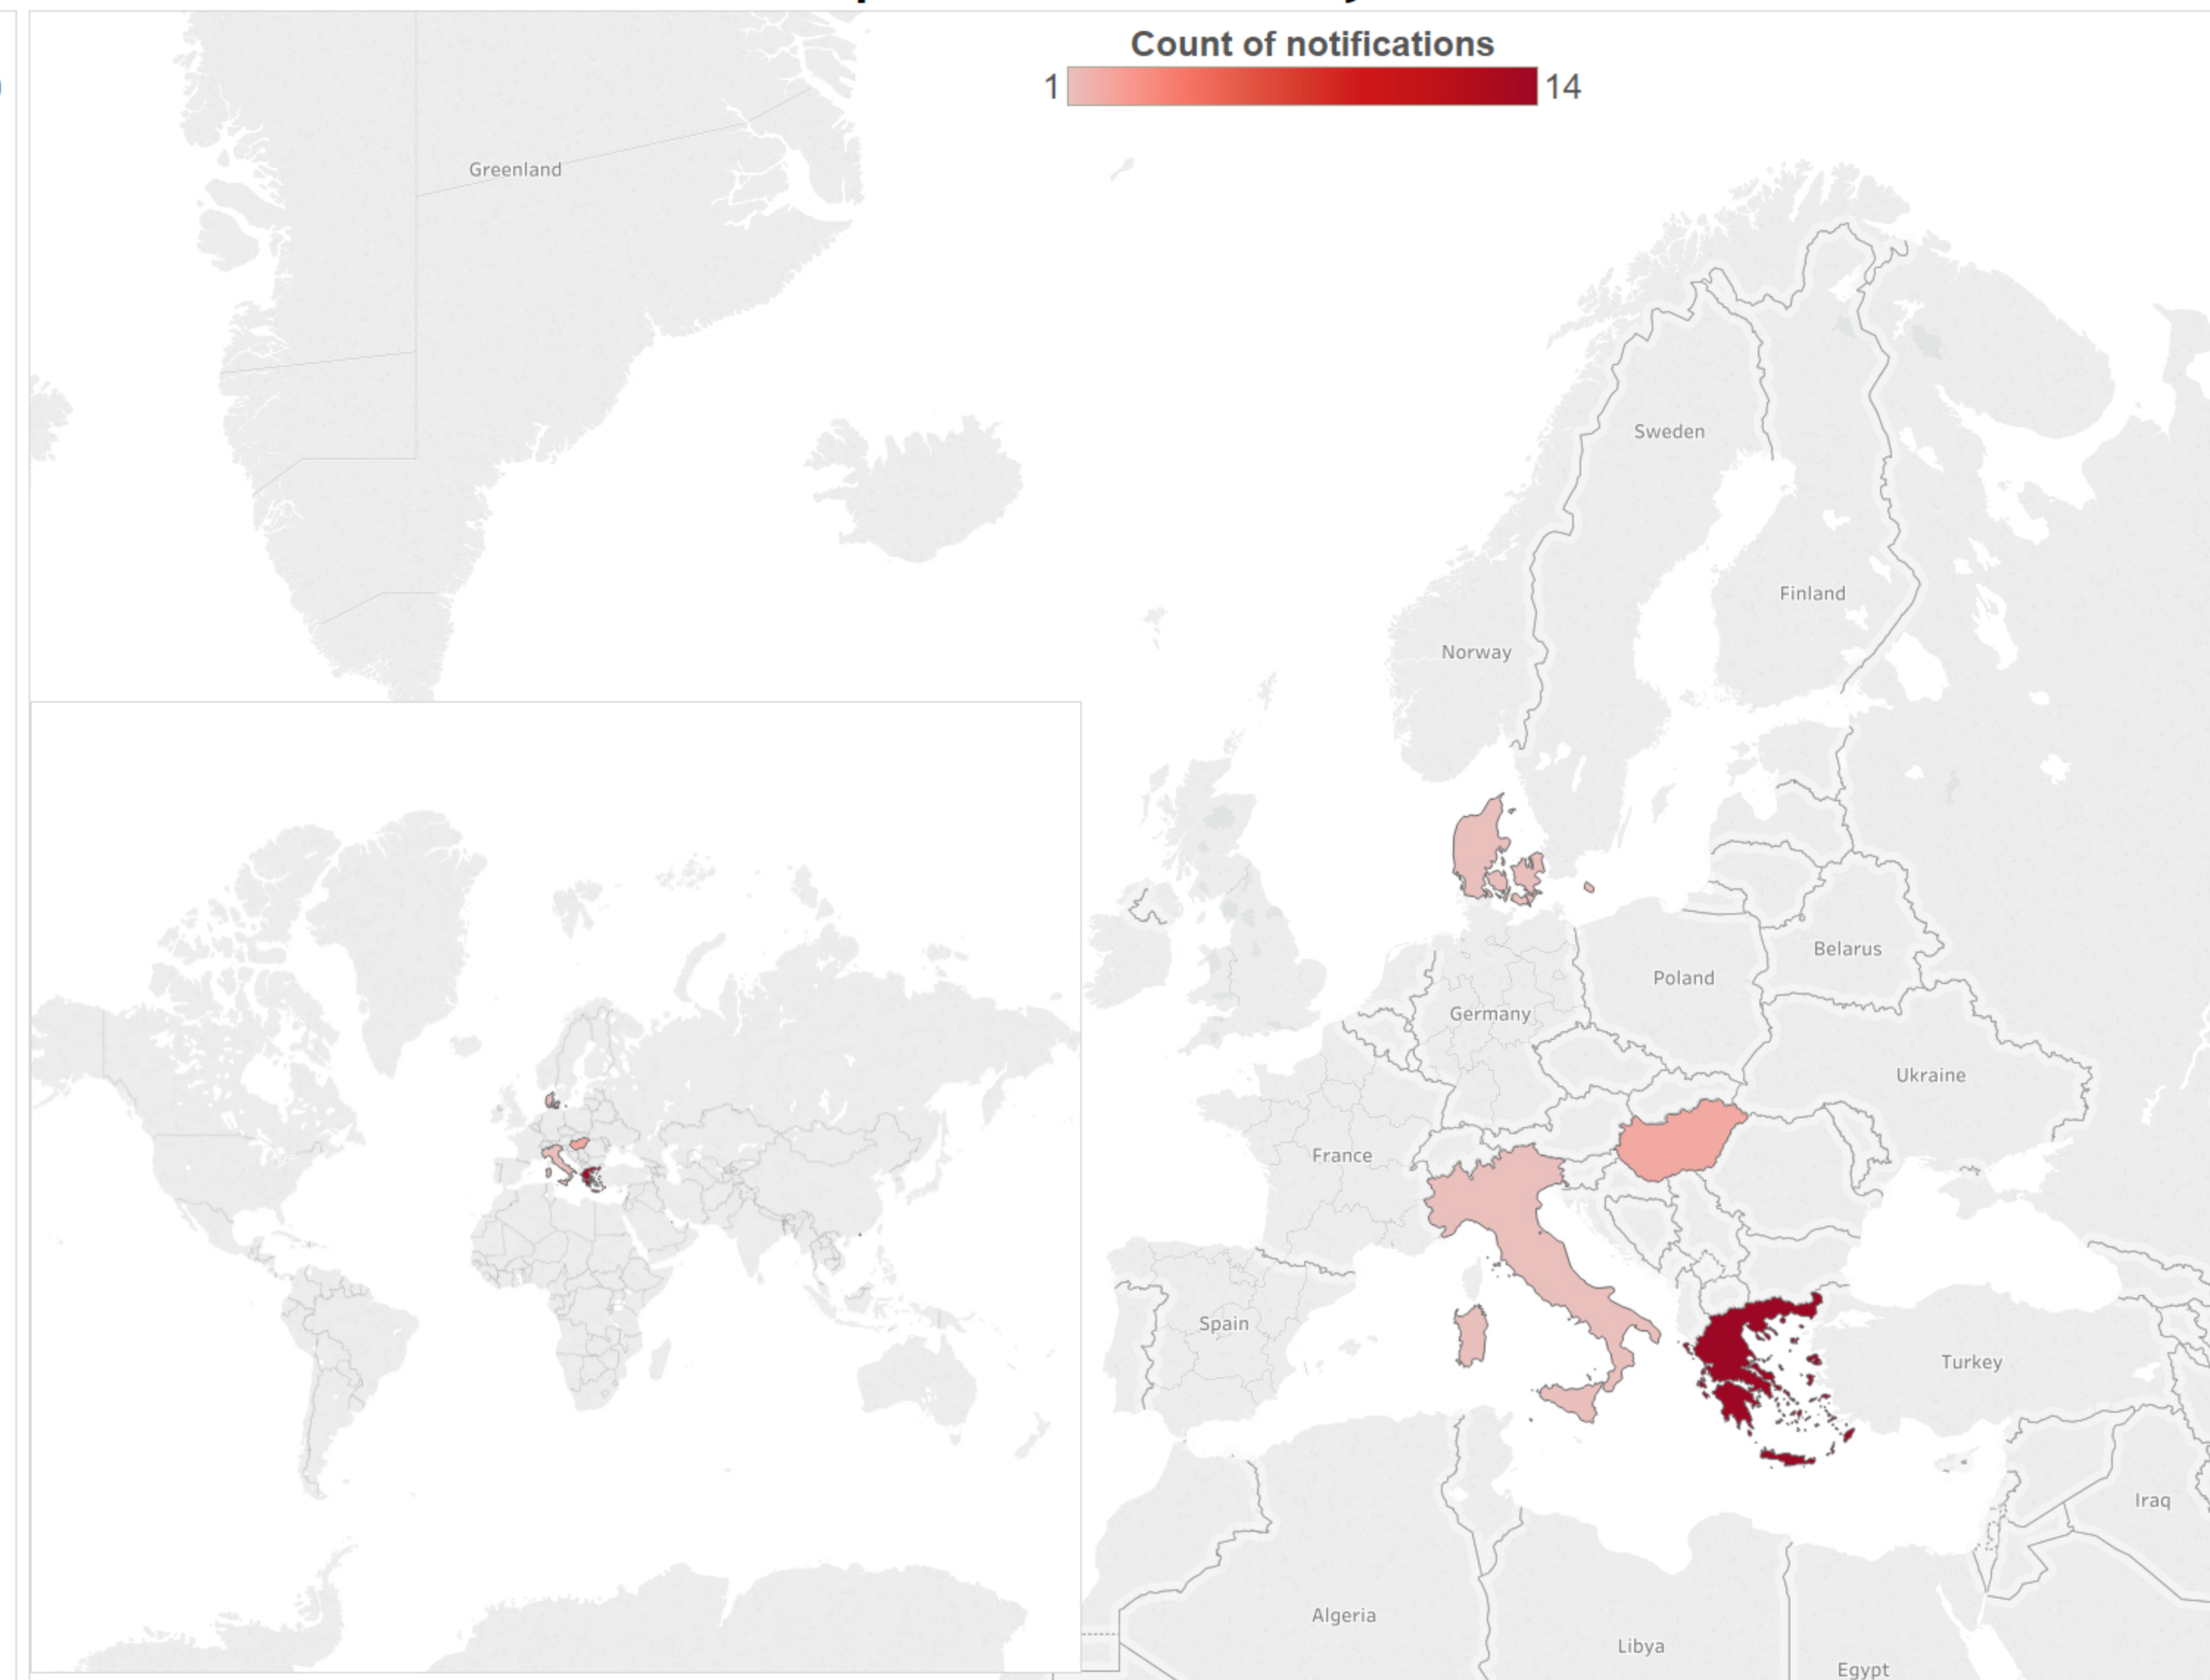 Count of notifications
1 14
Greenland
Sweden
Finland
Norway
Belarus
Poland
Germany
Ukraine
France
Spain
Turkey
Iraq
Algeria
Libya
Egypt